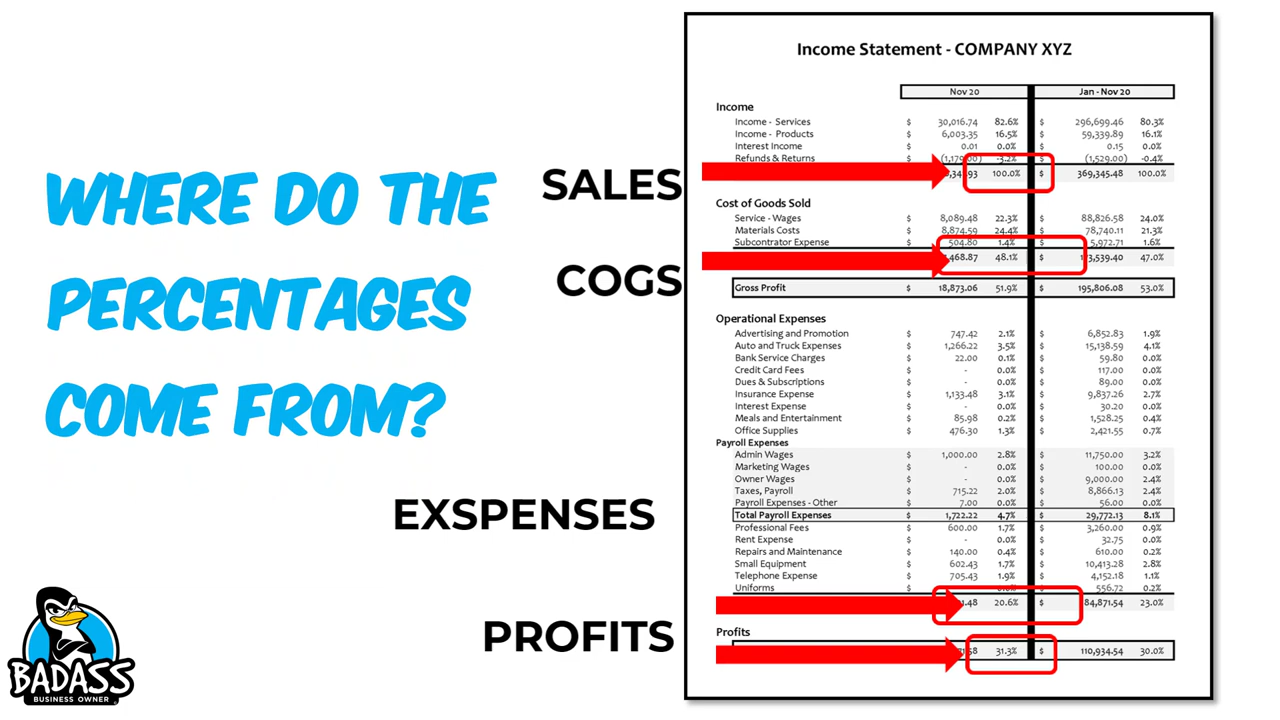 WHERE DO THE
PERCENTAGES
COME FROM?
SALES
COGS
EXSPENSES
PROFITS
BADASS
BUSINESS OWNER
Income Statement - COMPANY XYZ
Nov 20 Jan - Nov 20
Income
Income - Services $ 30,016.74 82.6% $ 296,699.46 80.3%
Income - Products $ 6,003.35 16.5% $ 59,339.89 16.1%
Interest Income $ 0.01 0.0% $ 0.15 0.0%
Refunds & Returns $ (1,179.00) -3.2% $ (1,529.00) -0.4%
100.0% $ 369,345.48 100.0%
Cost of Goods Sold
Service - Wages $ 8,089.48 22.3% $ 88,826.58 24.0%
Materials Costs $ 8,874.59 24.4% $ 78,740.11 21.3%
Subcontrator Expense $ 504.80 1.4% $ 5,972.71 1.6%
48.1% $ 173,539.40 47.0%
Gross Profit $ 18,873.06 51.9% $ 195,806.08 53.0%
Operational Expenses
Advertising and Promotion $ 747.42 2.1% $ 6,852.83 1.9%
Auto and Truck Expenses $ 1,266.22 3.5% $ 15,138.59 4.1%
Bank Service Charges $ 22.00 0.1% $ 59.80 0.0%
Credit Card Fees $ - 0.0% $ 117.00 0.0%
Dues & Subscriptions $ - 0.0% $ 89.00 0.0%
Insurance Expense $ 1,133.48 3.1% $ 9,837.26 2.7%
Interest Expense $ - 0.0% $ 30.20 0.0%
Meals and Entertainment $ 85.98 0.2% $ 1,528.25 0.4%
Office Supplies $ 476.30 1.3% $ 2,421.55 0.7%
Payroll Expenses
Admin Wages $ 1,000.00 2.8% $ 11,750.00 3.2%
Marketing Wages $ - 0.0% $ 100.00 0.0%
Owner Wages $ - 0.0% $ 9,000.00 2.4%
Taxes, Payroll $ 715.22 2.0% $ 8,866.13 2.4%
Payroll Expenses - Other $ 7.00 0.0% $ 56.00 0.0%
Total Payroll Expenses $ 1,722.22 4.7% $ 29,772.13 8.1%
Professional Fees $ 600.00 1.7% $ 3,260.00 0.9%
Rent Expense $ - 0.0% $ 32.75 0.0%
Repairs and Maintenance $ 140.00 0.4% $ 610.00 0.2%
Small Equipment $ 602.43 1.7% $ 10,413.28 2.8%
Telephone Expense $ 705.43 1.9% $ 4,152.18 1.1%
Uniforms $ $ 556.72 0.2%
20.6% $ 84,871.54 23.0%
Profits
31.3% $ 110,934.54 30.0%